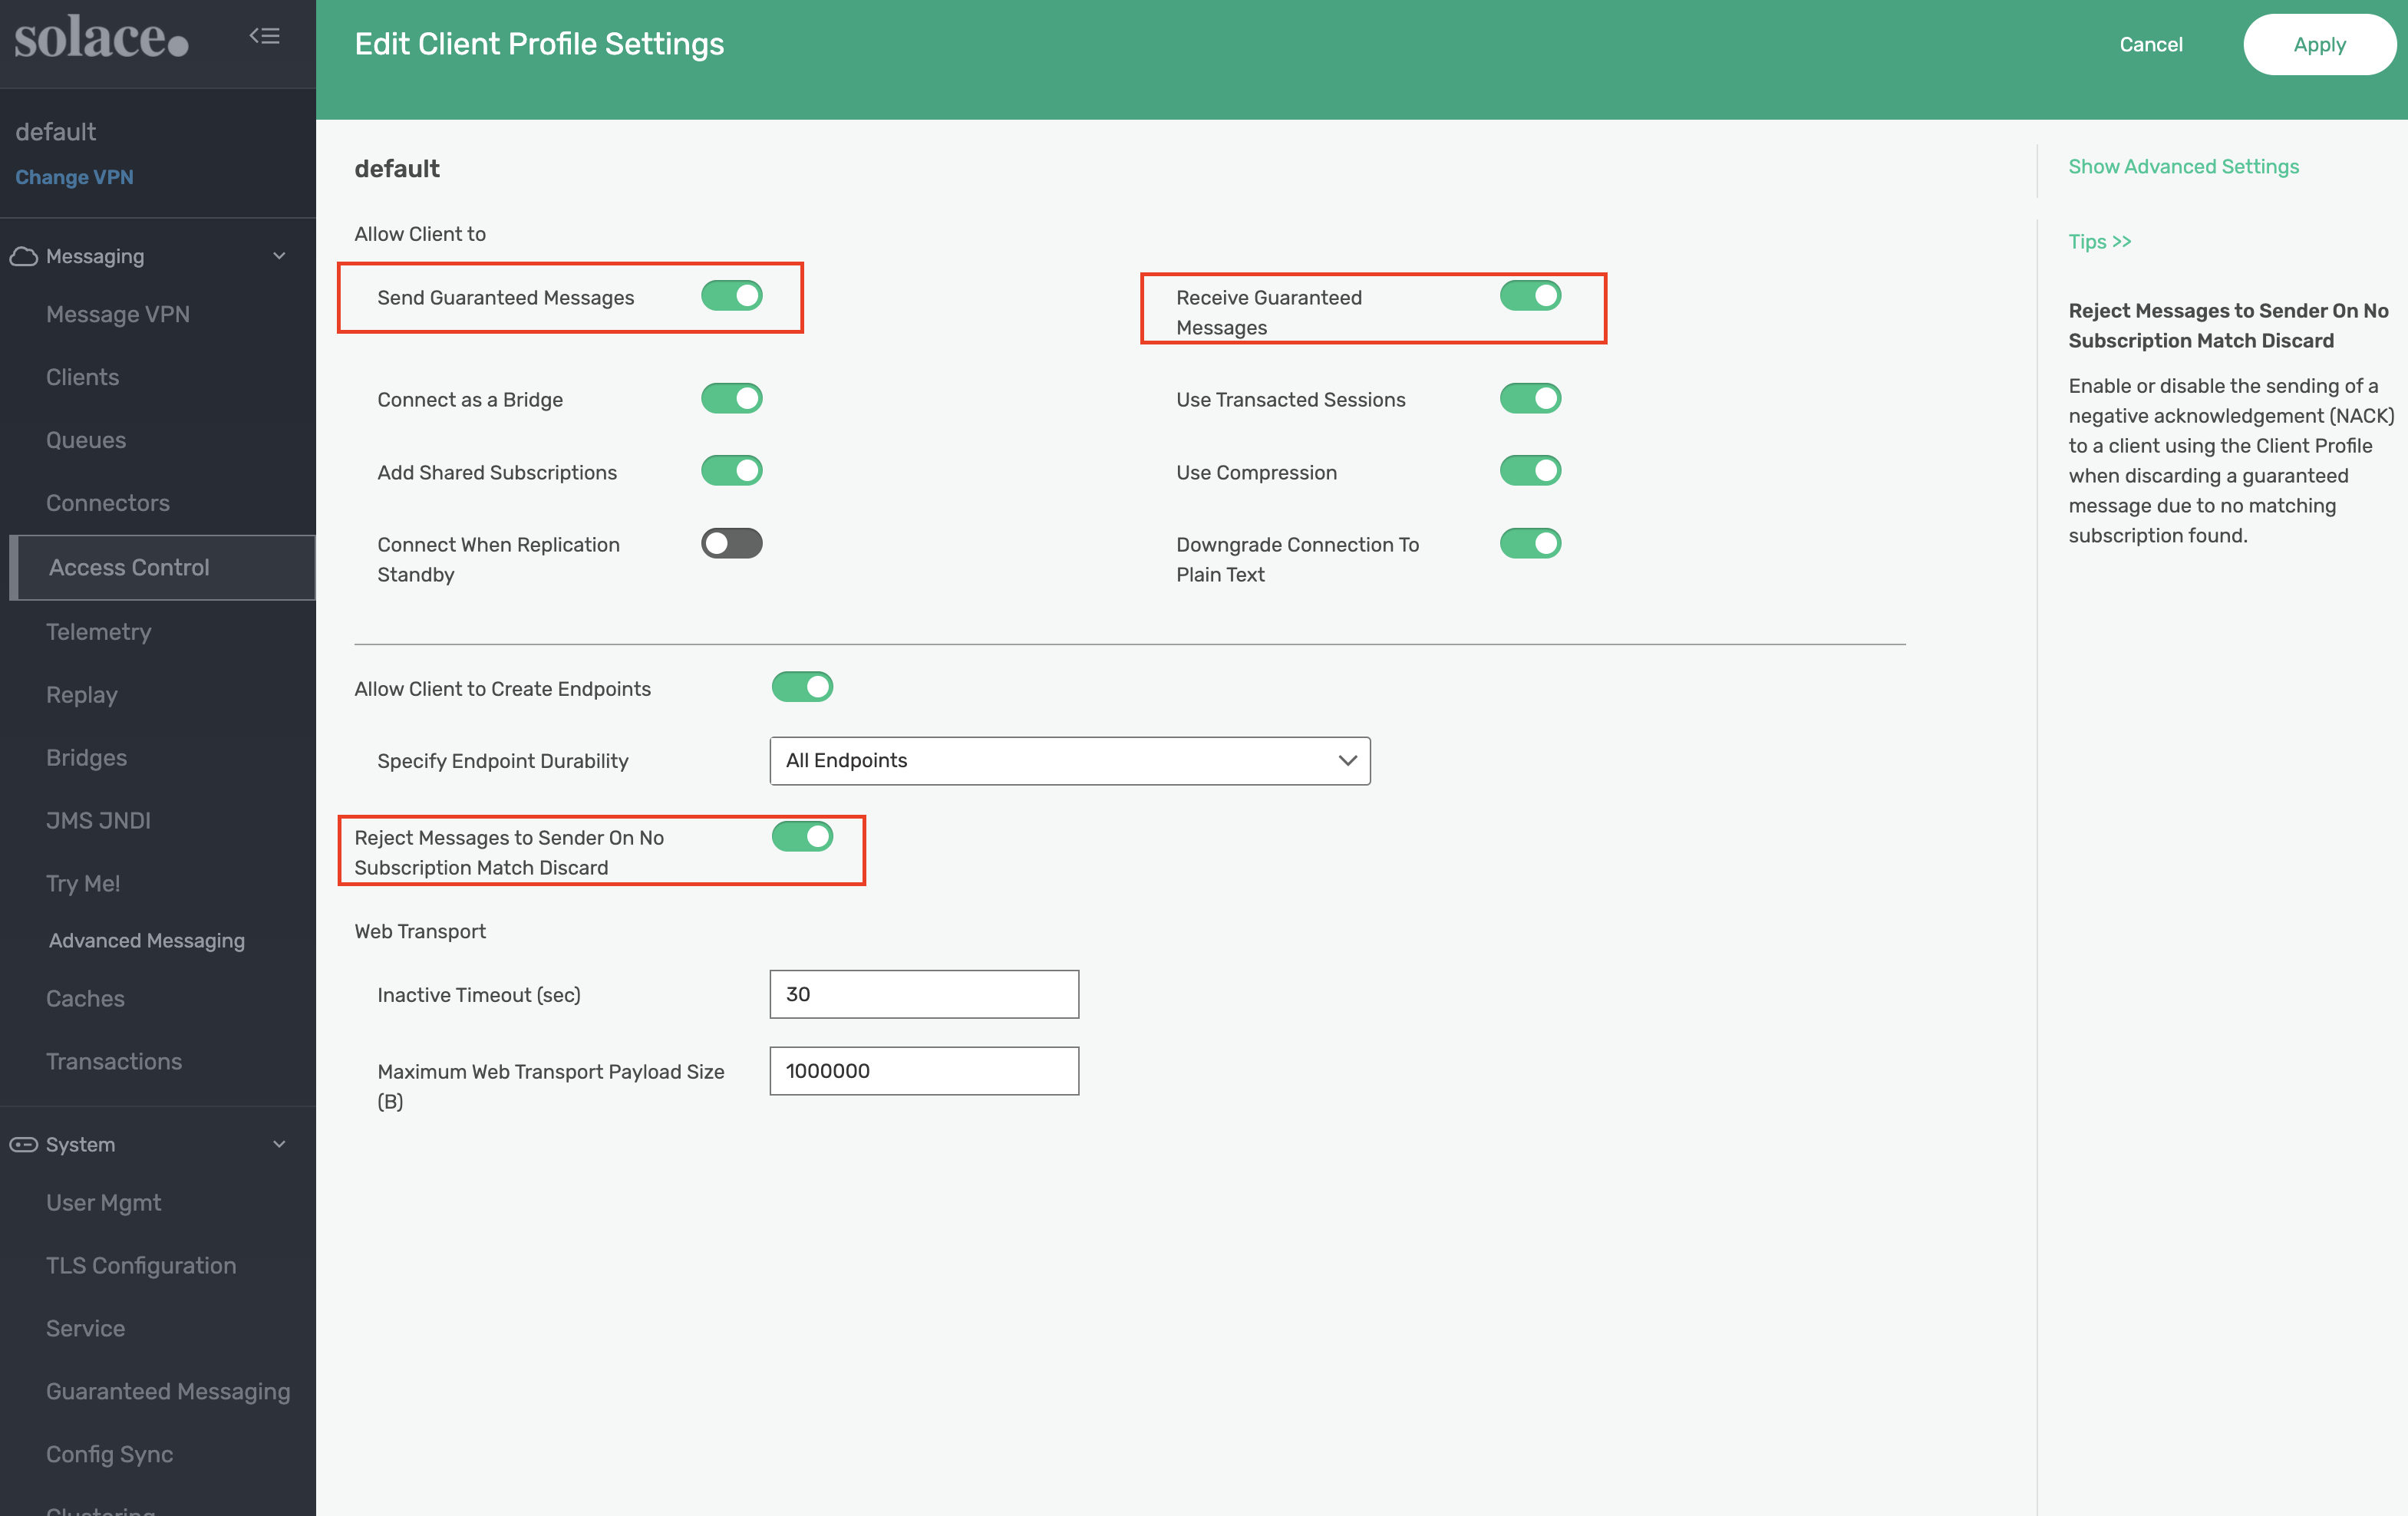 solace.
default
Change VPN
Messaging
Message VPN
Clients
Queues
Connectors
Access Control
Telemetry
Replay
Bridges
JMS JNDI
Try Me!
Advanced Messaging
Caches
Transactions
System
User Mgmt
TLS Configuration
Service
Guaranteed Messaging
Config Sync
Clustering
Edit Client Profile Settings
Cancel
Apply
default
Allow Client to
Send Guaranteed Messages
Receive Guaranteed
Messages
Connect as a Bridge
Use Transacted Sessions
Add Shared Subscriptions
Use Compression
Connect When Replication
Standby
Downgrade Connection To
Plain Text
Allow Client to Create Endpoints
Specify Endpoint Durability
All Endpoints
Reject Messages to Sender On No
Subscription Match Discard
Web Transport
Inactive Timeout (sec)
30
Maximum Web Transport Payload Size
(B)
1000000
Show Advanced Settings
Tips >>
Reject Messages to Sender On No
Subscription Match Discard
Enable or disable the sending of a
negative acknowledgement (NACK)
to a client using the Client Profile
when discarding a guaranteed
message due to no matching
subscription found.